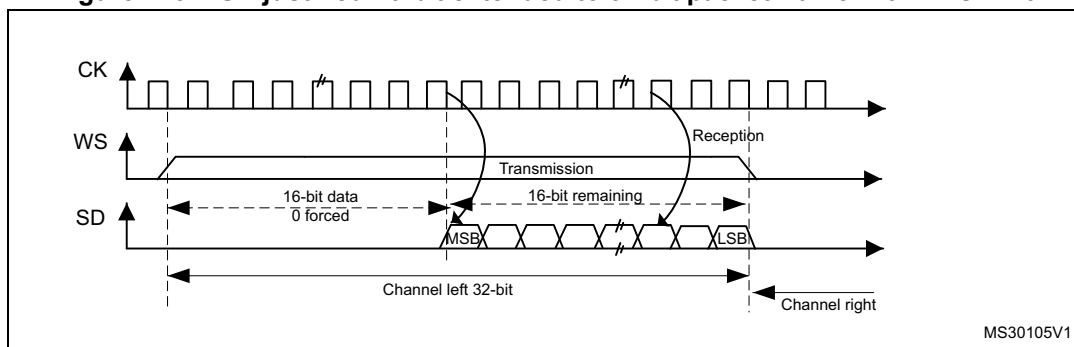 CK
WS
Reception
Transmission
16-bit data
0 forced
16-bit remaining
SD
MSB
LSB
Channel left 32-bit
Channel right
MS30105V1